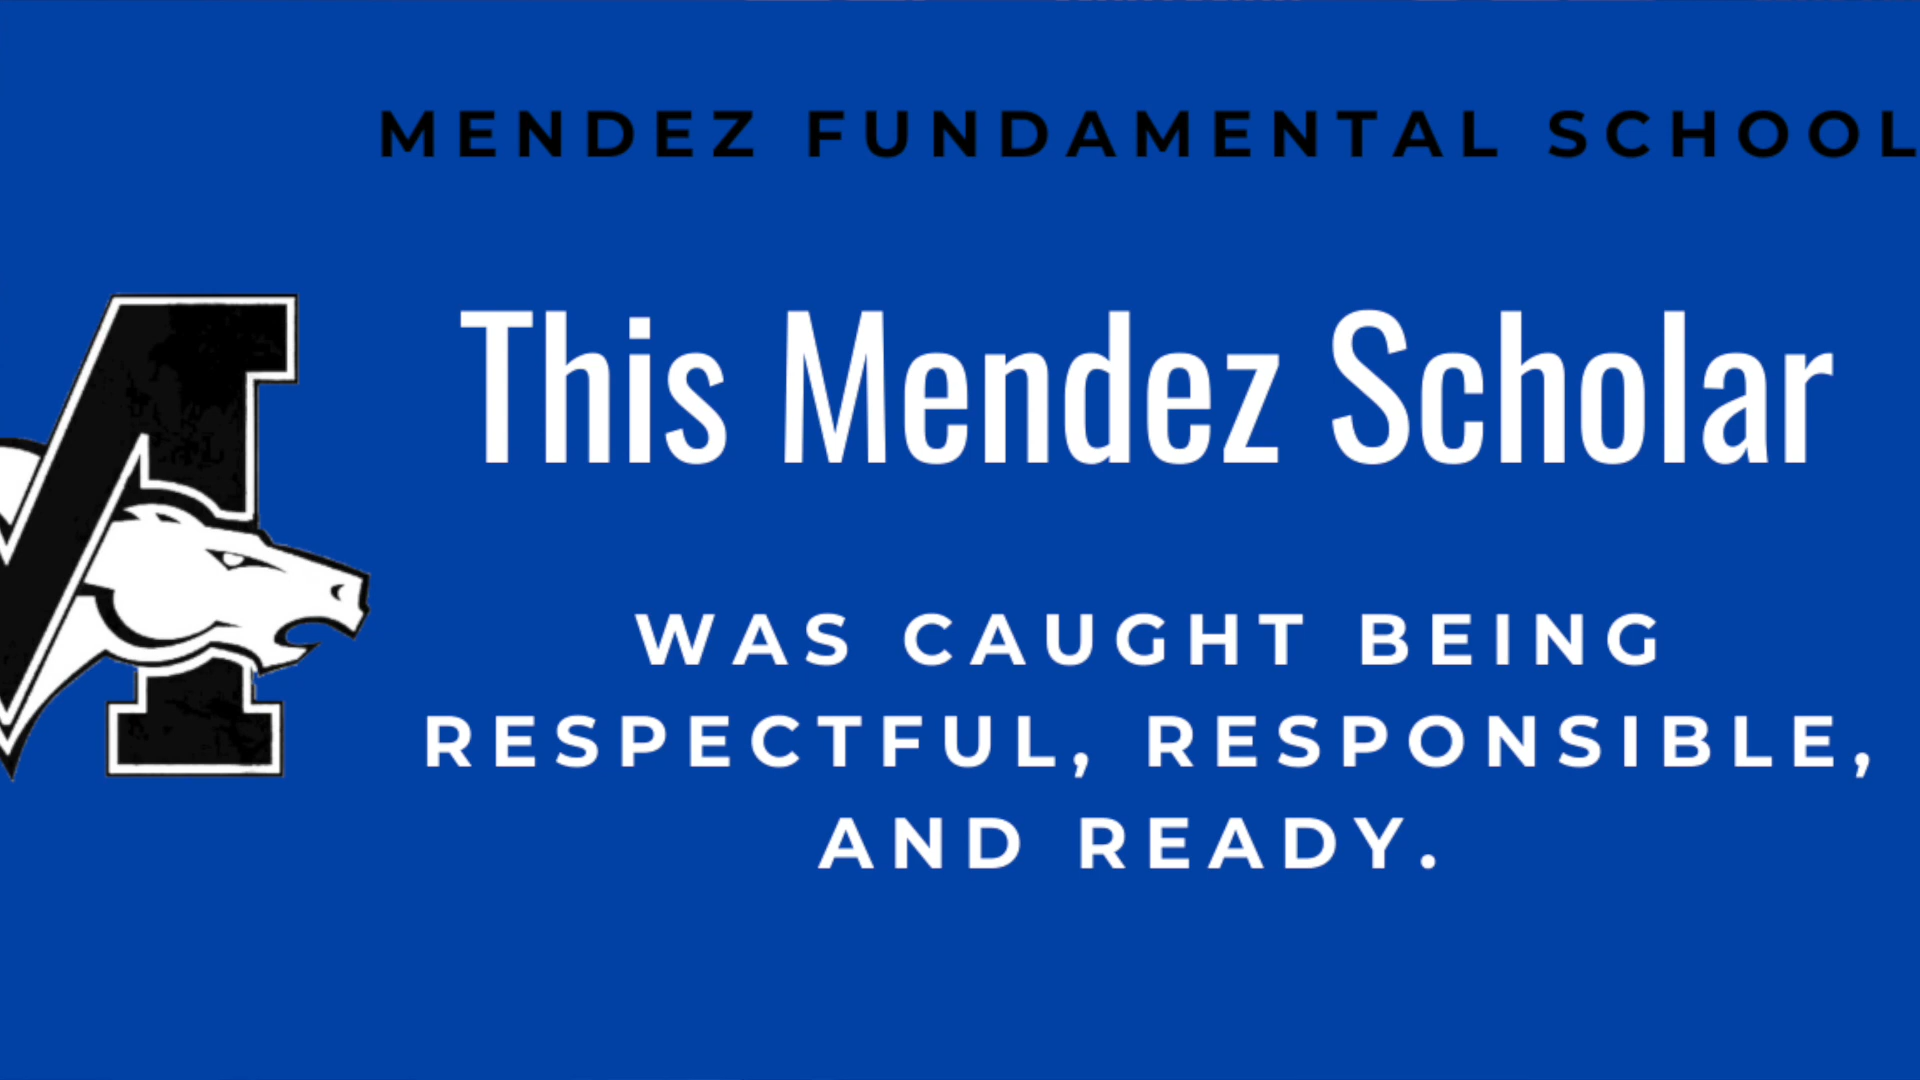 MENDEZ FUNDAMENTAL SCHOOL
This Mendez Scholar
WAS CAUGHT BEING
RESPECTFUL, RESPONSIBLE,
AND READY.